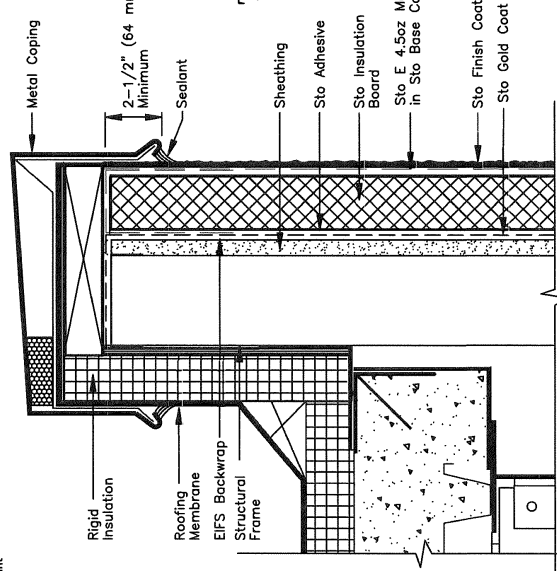 Metal Coping
2-1/2" (64 m
Minimum
Sealant
Sheathing
Sto Adhesive
Sto Insulation
Board
Sto E 4.5oz M
in Sto Base Co
Sto Finish Coat
Sto Gold Coat
Rigid
Insulation
Roofing
Membrane
EIFS Backwrap
Structural
Frame